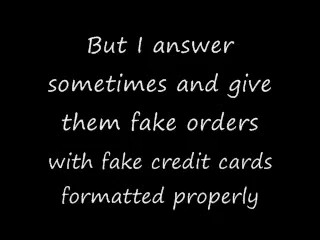 But I answer
sometimes and give
them fake orders
with fake credit cards
formatted properly